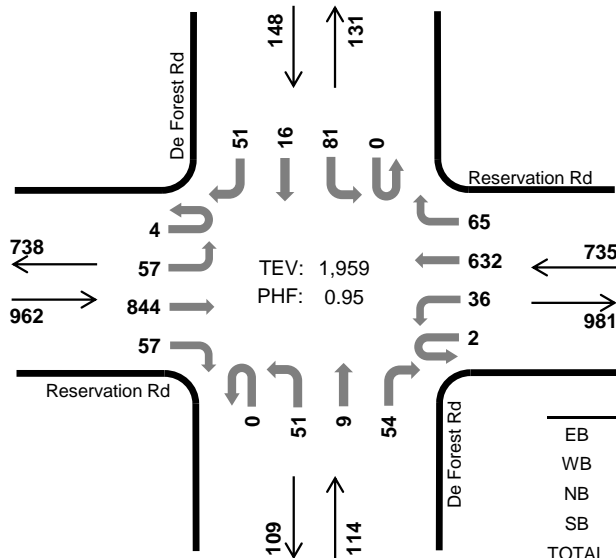 148
131
De Forest Rd
51
16
81
0
Reservation Rd
4
65
738
57
TEV: 1,959
632
735
962
844
PHF: 0.95
36
981
57
2
Reservation Rd
0
51
9
54
De Forest Rd
109
114
EB
WB
NB
SB
TOTAL